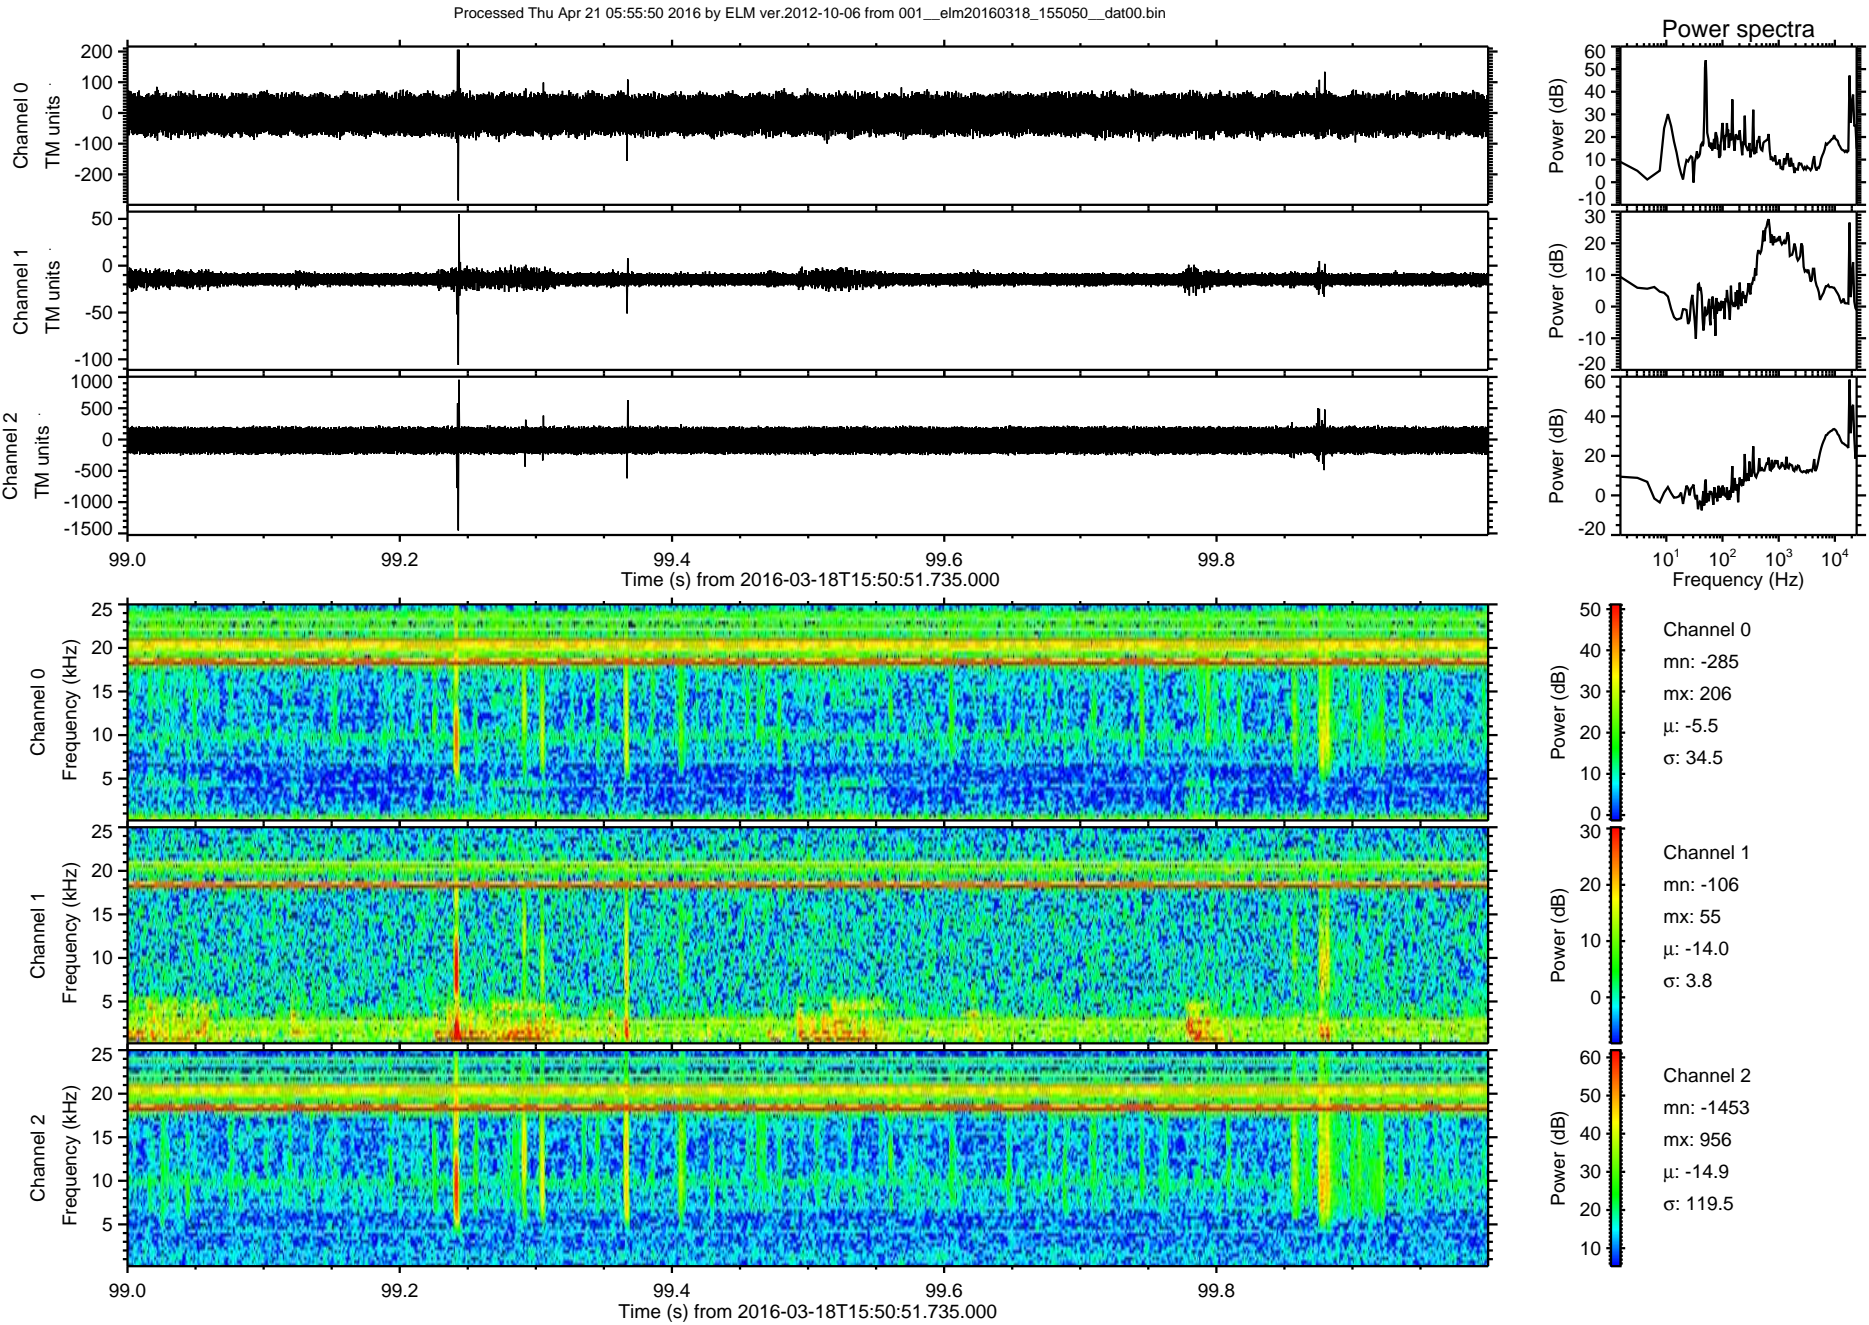 Processed Thu Apr 21 05:55:50 2016 by ELM ver.2012-10-06 from 001__elm20160318_155050__dat00.bin
Power spectra
Channel 0
TM units
200
100
0
-100
-200
Power (dB)
60
50
40
30
20
10
0
-10
Channel 1
TM units
50
0
-50
-100
Power (dB)
30
20
10
0
-10
-20
Channel 2
TM units
1000
500
0
-500
-1000
-1500
Power (dB)
60
40
20
0
-20
99.0 99.2 99.4 99.6 99.8
Time (s) from 2016-03-18T15:50:51.735.000
10^1 10^2 10^3 10^4
Frequency (Hz)
Channel 0
Frequency (kHz)
25
20
15
10
5
Power (dB)
50
40
30
20
10
0
Channel 0
mn: -285
mx: 206
μ: -5.5
σ: 34.5
Channel 1
Frequency (kHz)
25
20
15
10
5
Power (dB)
30
20
10
0
Channel 1
mn: -106
mx: 55
μ: -14.0
σ: 3.8
Channel 2
Frequency (kHz)
25
20
15
10
5
Power (dB)
60
50
40
30
20
10
Channel 2
mn: -1453
mx: 956
μ: -14.9
σ: 119.5
99.0 99.2 99.4 99.6 99.8
Time (s) from 2016-03-18T15:50:51.735.000